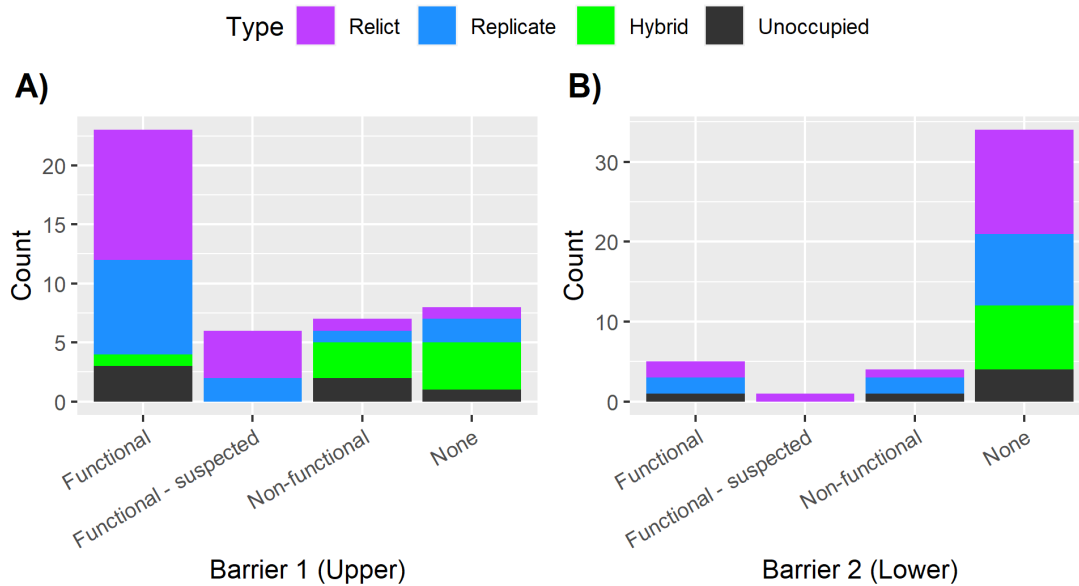 Type Relict Replicate Hybrid Unoccupied
A)
Count
20
15
10
5
0
Functional
Functional - suspected
Non-functional
None
Barrier 1 (Upper)
B)
Count
30
20
10
0
Functional
Functional - suspected
Non-functional
None
Barrier 2 (Lower)